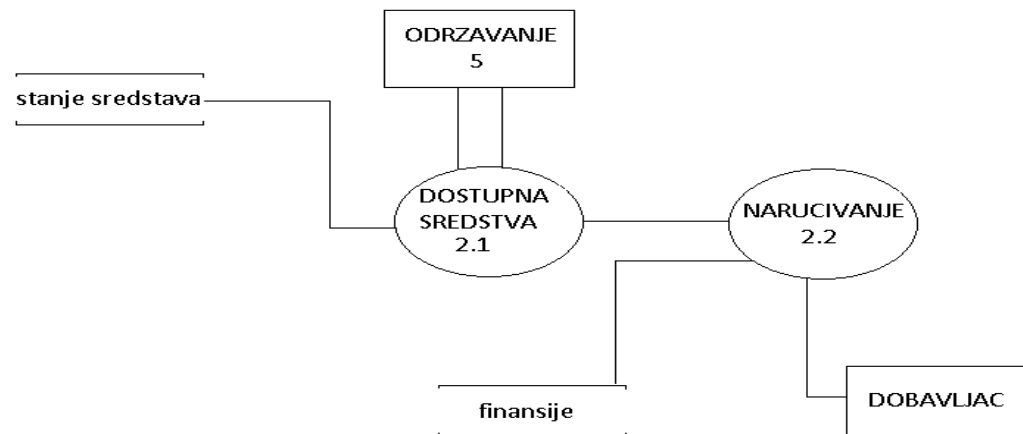 ODRZAVANJE
5
stanje sredstava
DOSTUPNA
SREDSTVA
2.1
NARUCIVANJE
2.2
finansije
DOBAVLJAC